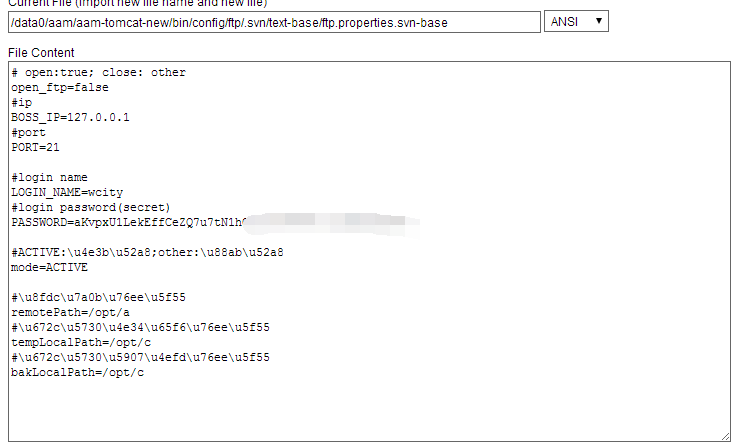 Current File (import new file name and new file)
/data0/aam/aam-tomcat-new/bin/config/ftp/.svn/text-base/ftp.properties.svn-base ANSI
File Content
# open:true; close: other
open_ftp=false
#ip
BOSS_IP=127.0.0.1
#port
PORT=21
#login name
LOGIN_NAME=wcity
#login password(secret)
#ACTIVE:\u4e3b\u52a8;other:\u88ab\u52a8
mode=ACTIVE
#\u8fdc\u7a0b\u76ee\u5f55
remotePath=/opt/a
#\u672c\u5730\u4e34\u65f6\u76ee\u5f55
tempLocalPath=/opt/c
#\u672c\u5730\u5907\u4efd\u76ee\u5f55
bakLocalPath=/opt/c